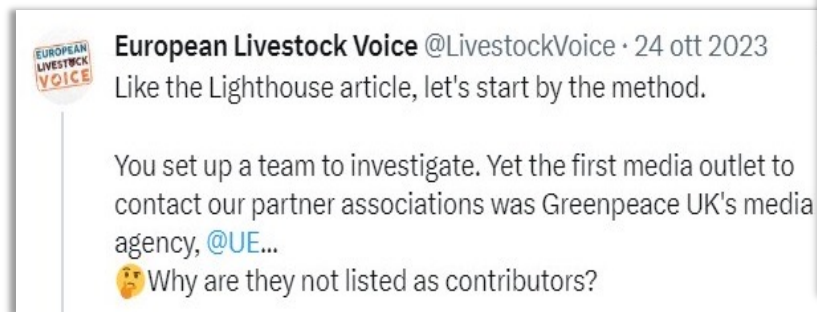 EUROPEAN
LIVESTOCK
VOICE
European Livestock Voice @LivestockVoice · 24 ott 2023
Like the Lighthouse article, let's start by the method.
You set up a team to investigate. Yet the first media outlet to
contact our partner associations was Greenpeace UK's media
agency, @UE...
🤔Why are they not listed as contributors?